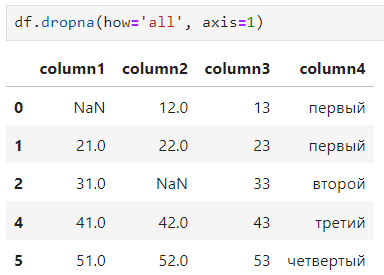 df.dropna(how='all', axis=1)
column1 column2 column3 column4
0 NaN 12.0 13 первый
1 21.0 22.0 23 первый
2 31.0 NaN 33 второй
4 41.0 42.0 43 третий
5 51.0 52.0 53 четвертый